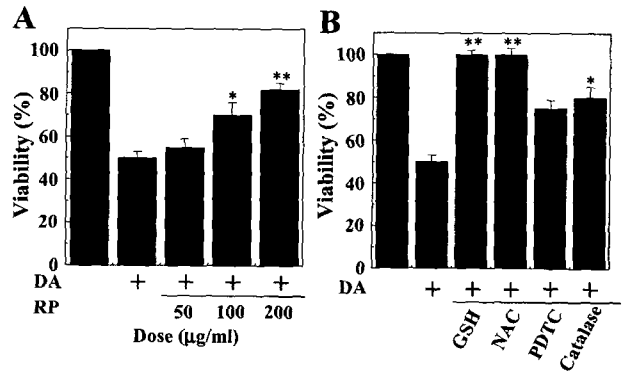 A
Viability (%)
100
80
60
40
20
0
*
**
DA + + + +
RP 50 100 200
Dose (µg/ml)
B
Viability (%)
100
80
60
40
20
0
** **
*
DA + + + + +
GSH
NAC
PDTC
Catalase